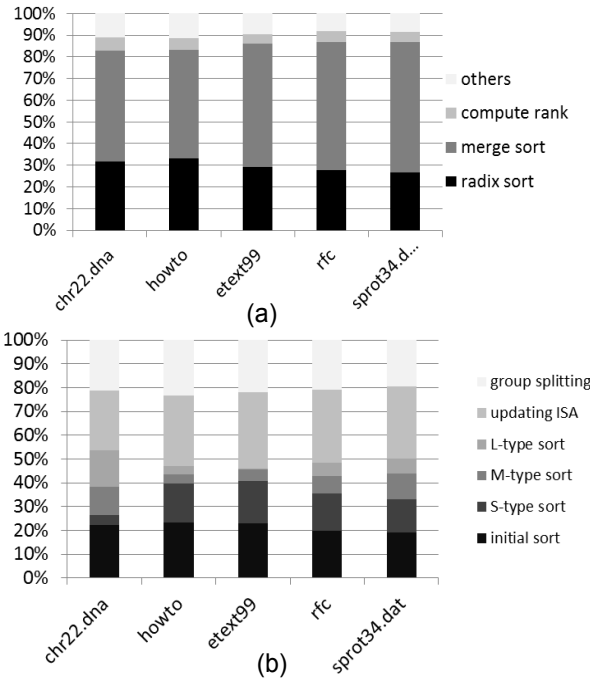 100%
90%
80%
70%
60%
50%
40%
30%
20%
10%
0%
others
compute rank
merge sort
radix sort
chr22.dna
howto
etext99
rfc
sprot34.d...
(a)
100%
90%
80%
70%
60%
50%
40%
30%
20%
10%
0%
group splitting
updating ISA
L-type sort
M-type sort
S-type sort
initial sort
chr22.dna
howto
etext99
rfc
sprot34.dat
(b)